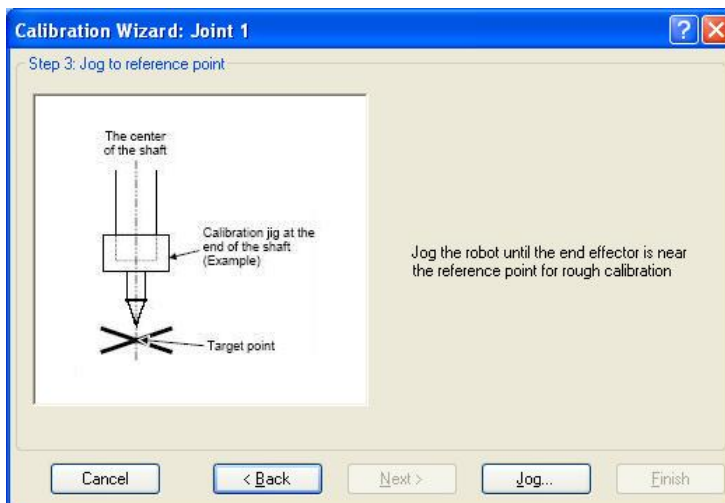 Calibration Wizard: Joint 1
Step 3: Jog to reference point
The center
of the shaft
Calibration jig at the
end of the shaft
(Example)
Target point
Jog the robot until the end effector is near
the reference point for rough calibration
Cancel
< Back
Next >
Jog...
Finish